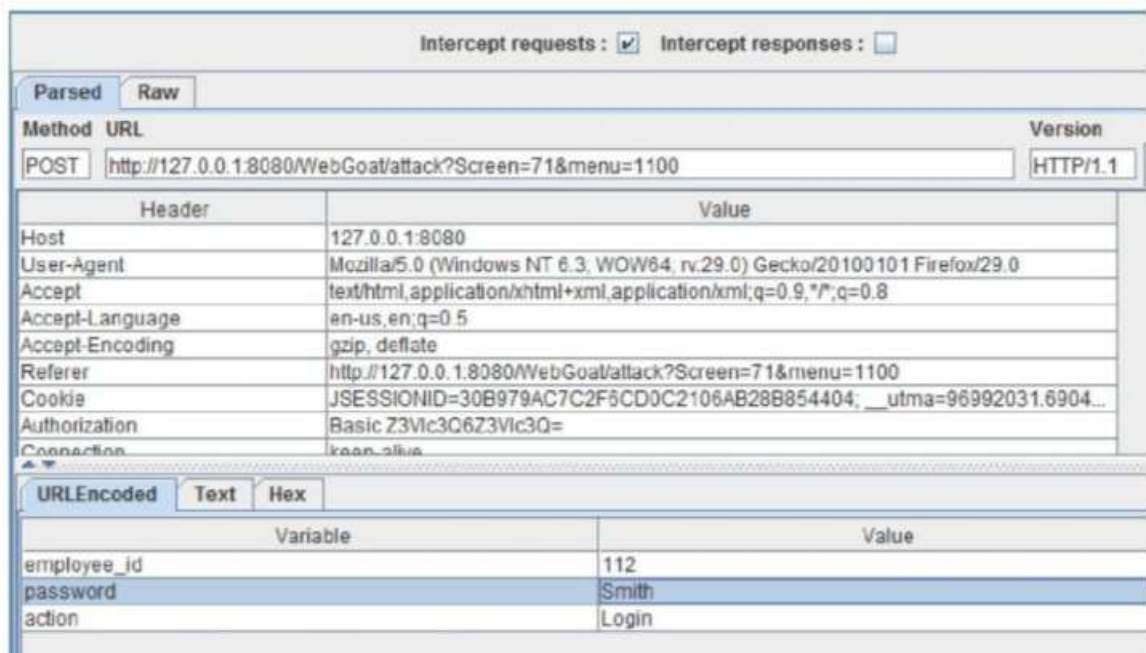 Intercept requests : Intercept responses :
Parsed Raw
Method URL Version
POST http://127.0.0.1:8080/WebGoat/attack?Screen=71&menu=1100 HTTP/1.1
Header Value
Host 127.0.0.1:8080
User-Agent Mozilla/5.0 (Windows NT 6.3; WOW64; rv:29.0) Gecko/20100101 Firefox/29.0
Accept text/html,application/xhtml+xml,application/xml;q=0.9,*/*;q=0.8
Accept-Language en-us,en;q=0.5
Accept-Encoding gzip, deflate
Referer http://127.0.0.1:8080/WebGoat/attack?Screen=71&menu=1100
Cookie JSESSIONID=30B979AC7C2F6CD0C2106AB28B854404; __utma=96992031.6904...
Authorization Basic Z3Vlc3Q6Z3Vlc3Q=
Connection keep-alive
URLEncoded Text Hex
Variable Value
employee_id 112
password Smith
action Login